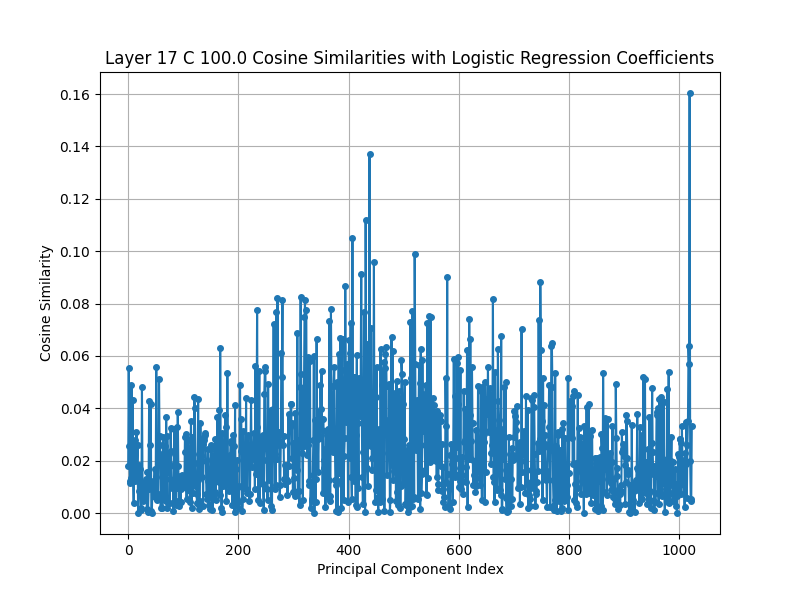 Layer 17 C 100.0 Cosine Similarities with Logistic Regression Coefficients
0.16
0.14
0.12
0.10
0.08
0.06
0.04
0.02
0.00
Cosine Similarity
0 200 400 600 800 1000
Principal Component Index